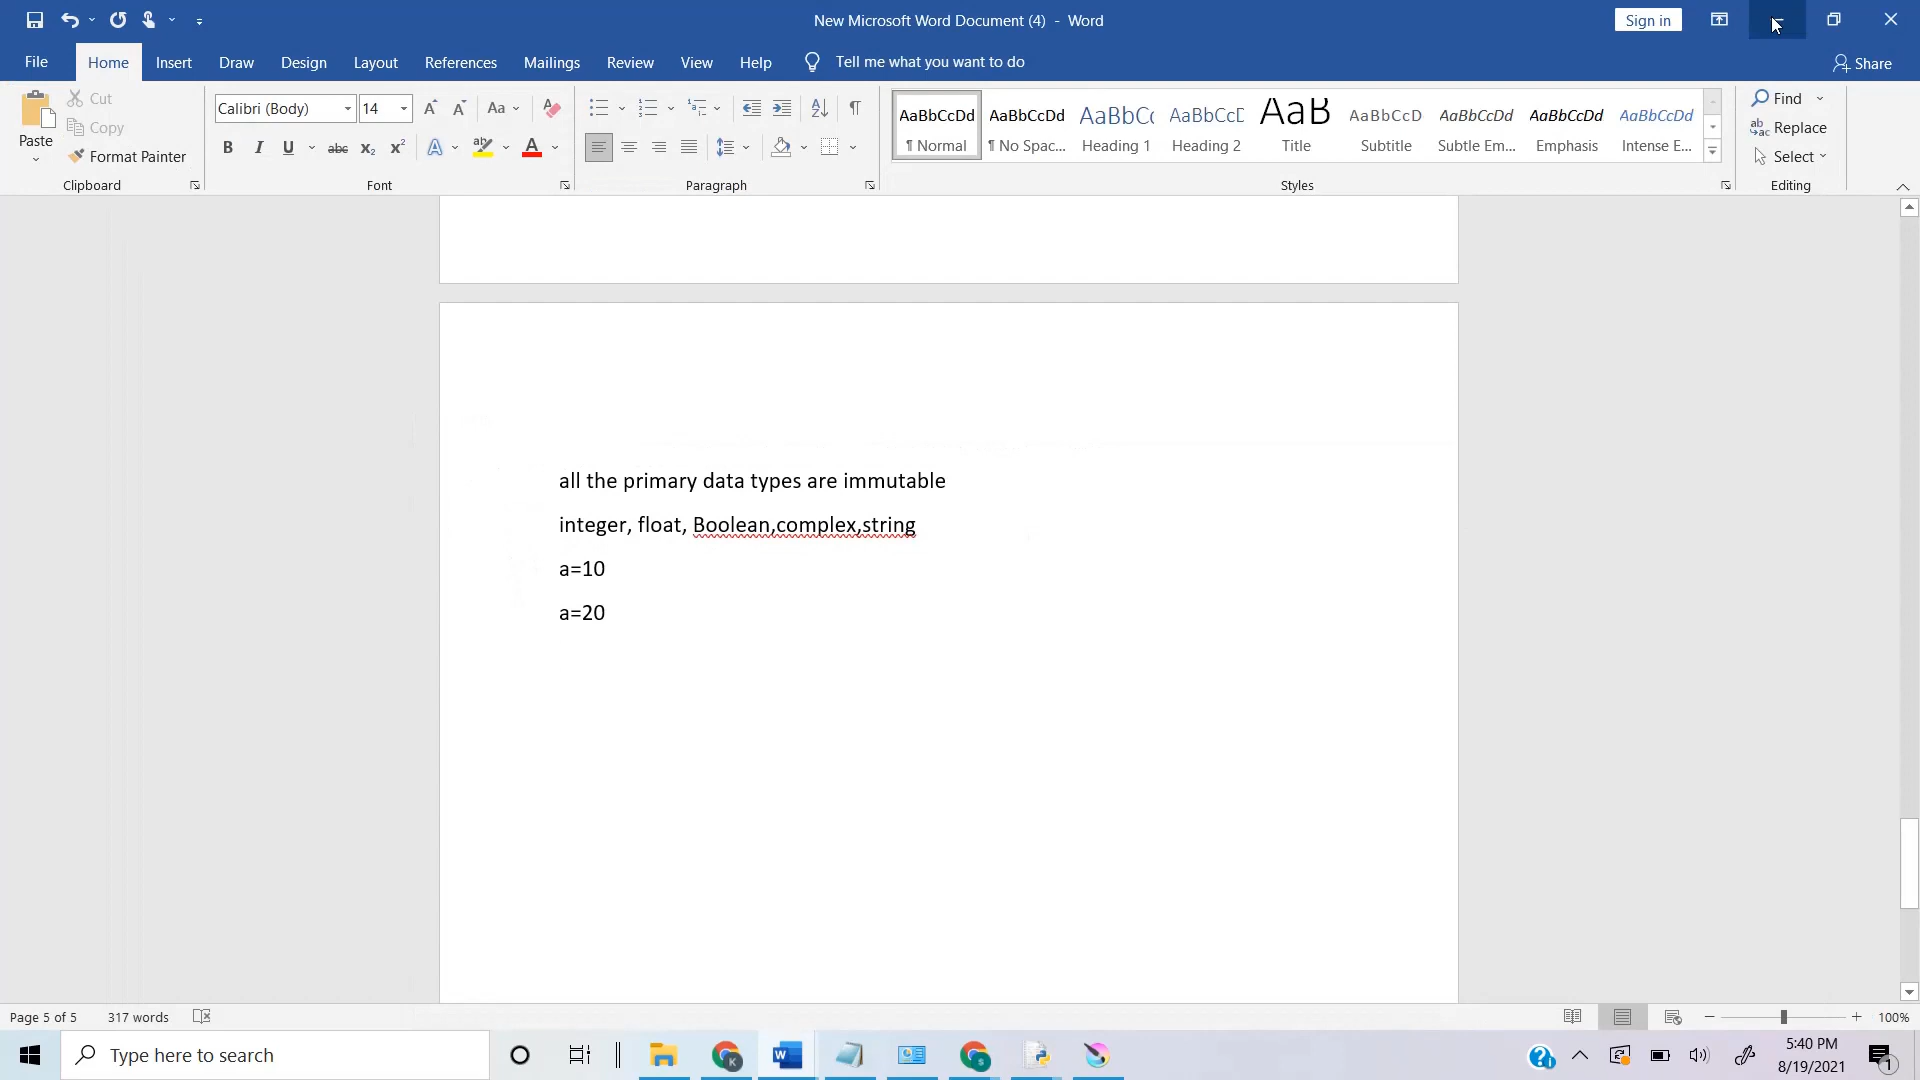 New Microsoft Word Document (4) - Word
Sign in
File Home Insert Draw Design Layout References Mailings Review View Help Tell me what you want to do Share
Paste
Cut
Copy
Format Painter
Clipboard
Calibri (Body) 14
Font
Paragraph
AaBbCcDd AaBbCcDd AaBbCc AaBbCcD AaB AaBbCcD AaBbCcDd AaBbCcDd AaBbCcDd
¶ Normal ¶ No Spac... Heading 1 Heading 2 Title Subtitle Subtle Em... Emphasis Intense E...
Styles
Find
Replace
Select
Editing
all the primary data types are immutable
integer, float, Boolean,complex,string
a=10
a=20
Page 5 of 5 317 words
100%
Type here to search
5:40 PM
8/19/2021
1